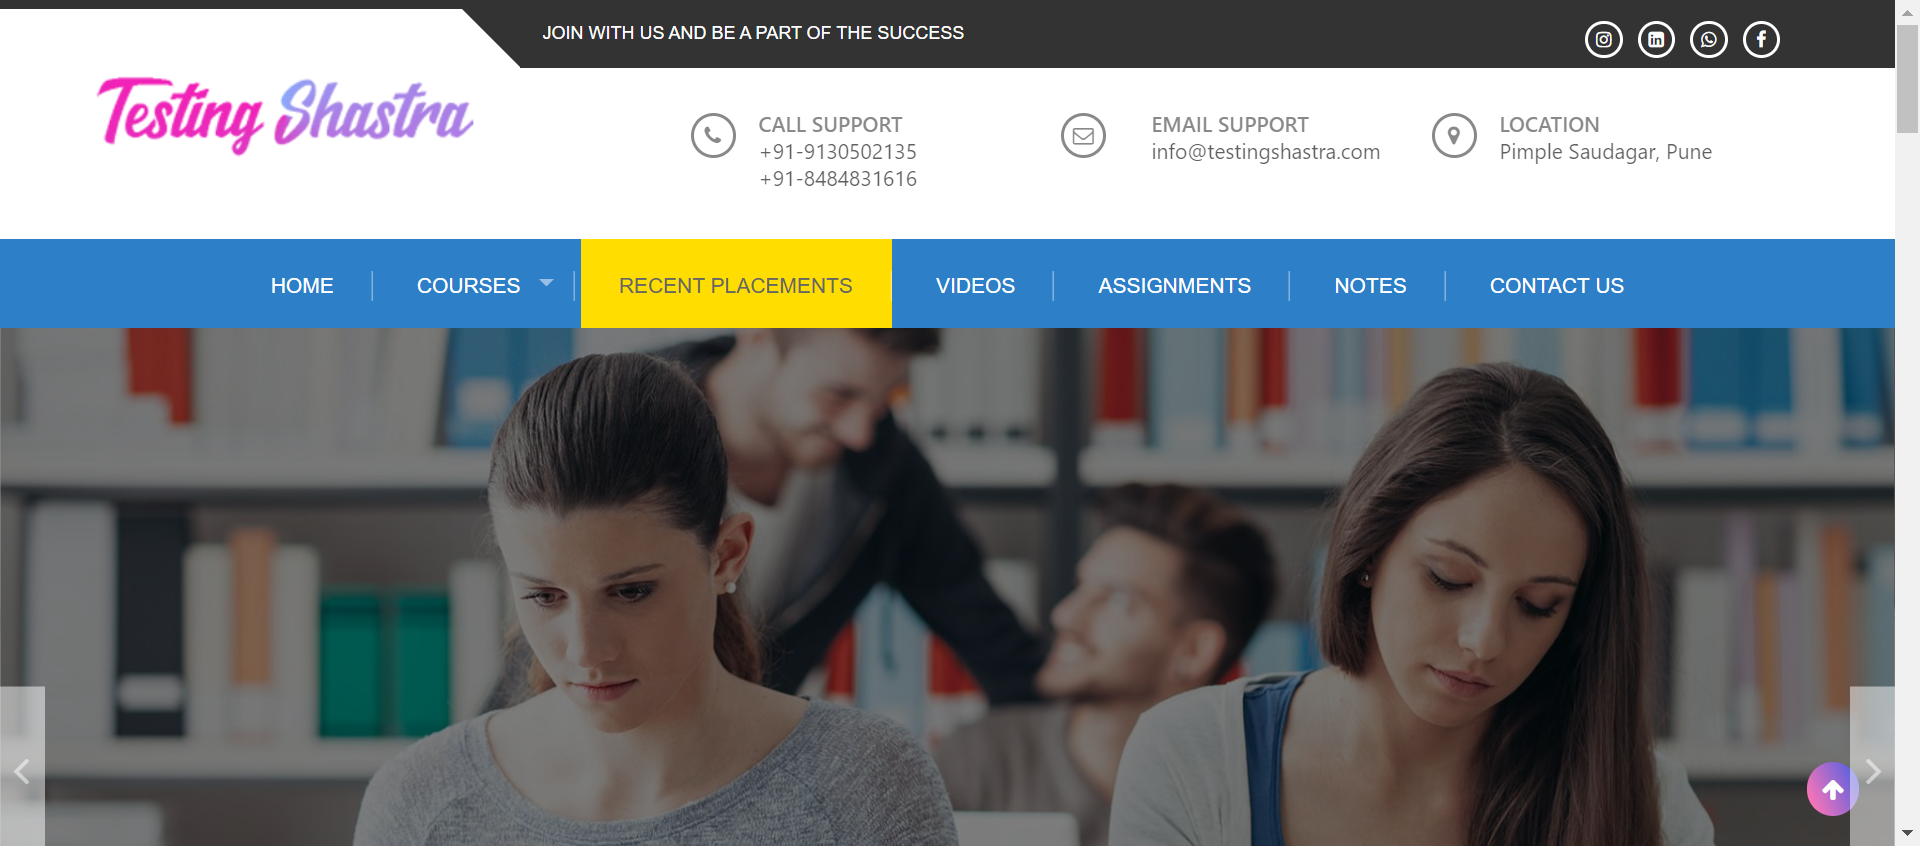 JOIN WITH US AND BE A PART OF THE SUCCESS
Testing Shastra
CALL SUPPORT
+91-9130502135
+91-8484831616
EMAIL SUPPORT
info@testingshastra.com
LOCATION
Pimple Saudagar, Pune
HOME
COURSES
RECENT PLACEMENTS
VIDEOS
ASSIGNMENTS
NOTES
CONTACT US